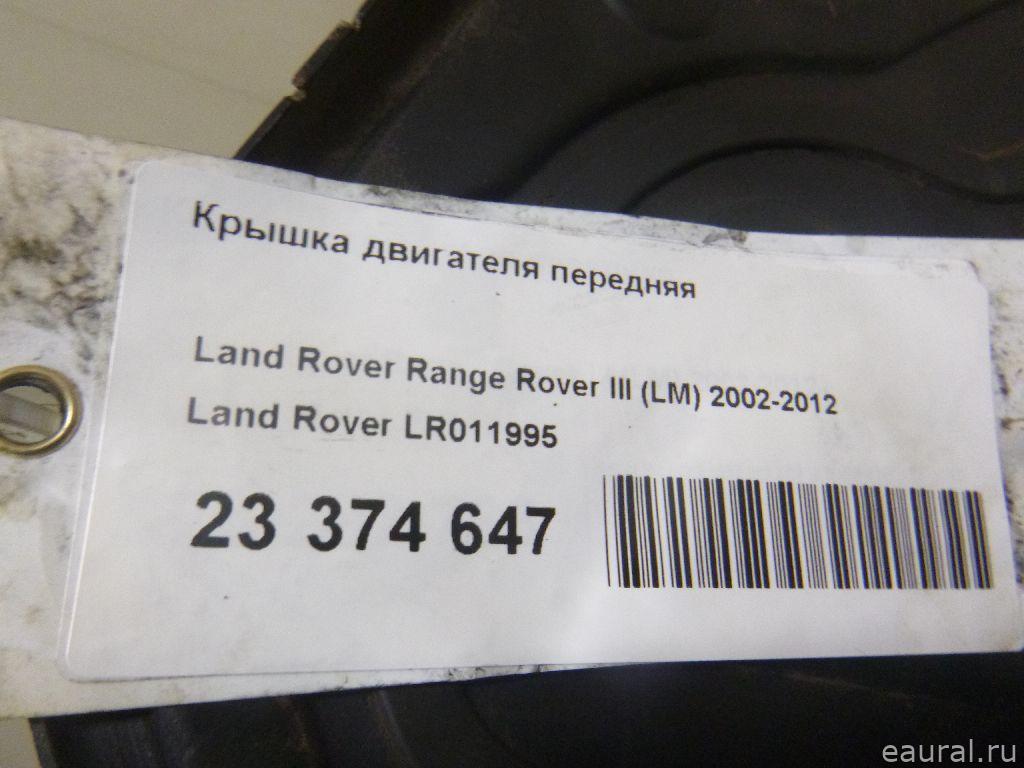 Крышка двигателя передняя
Land Rover Range Rover III (LM) 2002-2012
Land Rover LR011995
23 374 647
eaural.ru